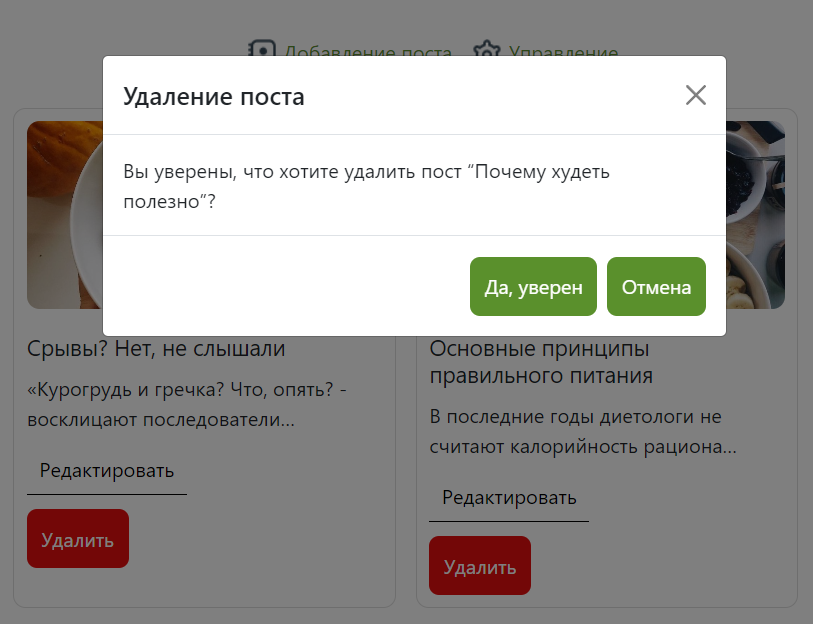 Добавление поста Управление
Удаление поста
Вы уверены, что хотите удалить пост “Почему худеть
полезно”?
Да, уверен Отмена
Срывы? Нет, не слышали
«Курогрудь и гречка? Что, опять? -
восклицают последователи...
Редактировать
Удалить
Основные принципы
правильного питания
В последние годы диетологи не
считают калорийность рациона...
Редактировать
Удалить